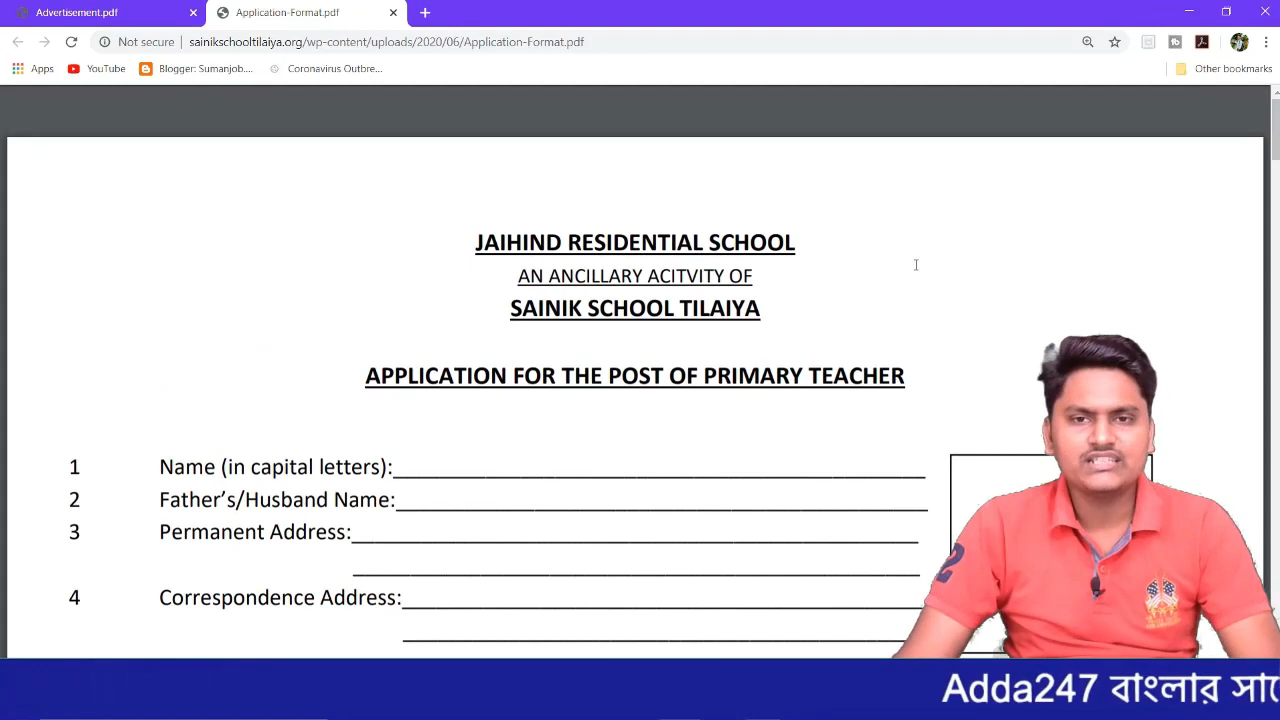 Advertisement.pdf
Application-Format.pdf
Not secure
sainikschooltilaiya.org/wp-content/uploads/2020/06/Application-Format.pdf
Apps
YouTube
Blogger: Sumanjob....
Coronavirus Outbre...
Other bookmarks
JAIHIND RESIDENTIAL SCHOOL
AN ANCILLARY ACITVITY OF
SAINIK SCHOOL TILAIYA
APPLICATION FOR THE POST OF PRIMARY TEACHER
1 Name (in capital letters):
2 Father's/Husband Name:
3 Permanent Address:
4 Correspondence Address:
2
Adda247 বাংলার